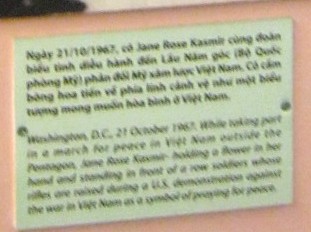 Ngày 21/10/1967, cô Jane Rose Kasmir cùng đoàn
biểu tình diễu hành đến Lầu Năm góc (Bộ Quốc
phòng Mỹ) phản đối Mỹ xâm lược Việt Nam. Cô cầm
bông hoa tiến về phía lính cảnh vệ như một biểu
tượng mong muốn hòa bình ở Việt Nam.
Washington, D.C., 21 October 1967. While taking part
in a march for peace in Việt Nam outside the
Pentagon, Jane Rose Kasmir- holding a flower in her
hand and standing in front of a row soldiers whose
rifles are raised during a U.S. demonstration against
the war in Việt Nam as a symbol of praying for peace.